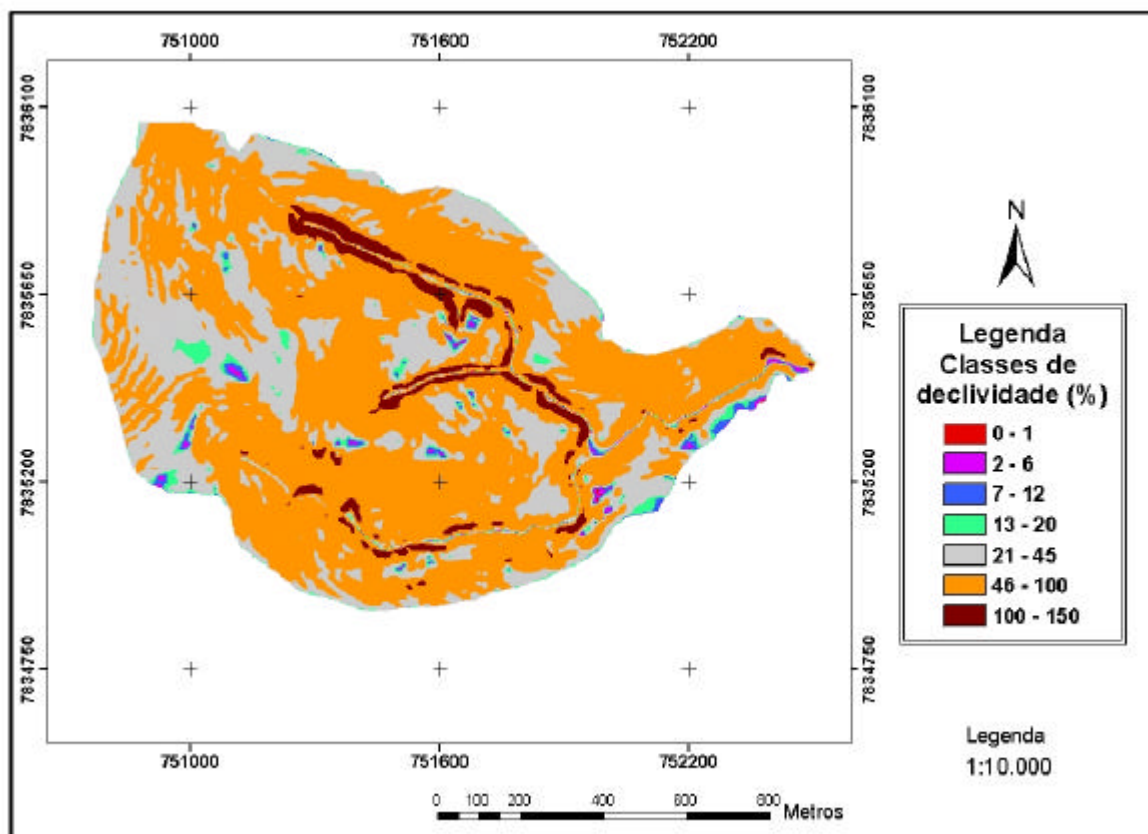 751000 751600 752200
7836100 7836100
N
7835650 7835650
Legenda
Classes de
declividade (%)
0 - 1
2 - 6
7 - 12
13 - 20
21 - 45
46 - 100
100 - 150
7835200 7835200
7834750 7834750
751000 751600 752200
Legenda
1:10.000
0 100 200 400 600 800 Metros